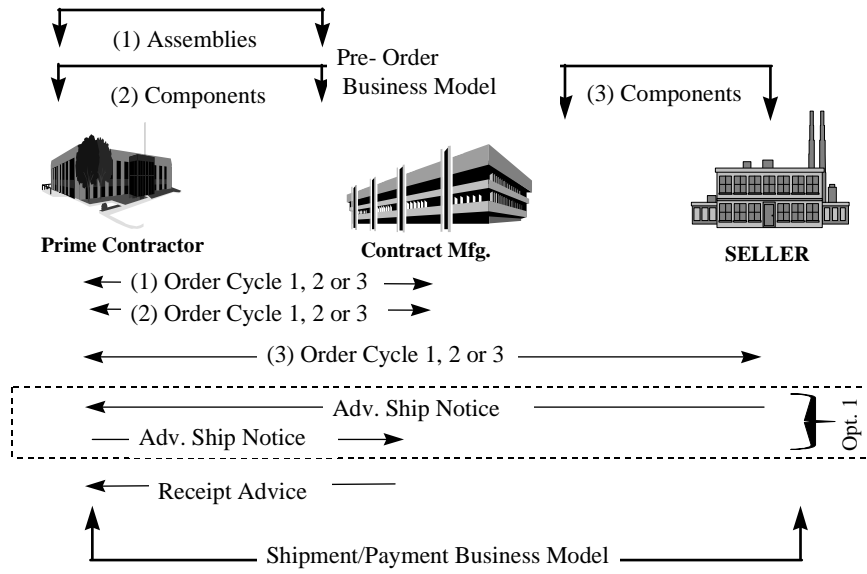 (1) Assemblies
Pre- Order
Business Model
(2) Components
(3) Components
Prime Contractor
Contract Mfg.
SELLER
(1) Order Cycle 1, 2 or 3
(2) Order Cycle 1, 2 or 3
(3) Order Cycle 1, 2 or 3
Adv. Ship Notice
Adv. Ship Notice
Opt. 1
Receipt Advice
Shipment/Payment Business Model